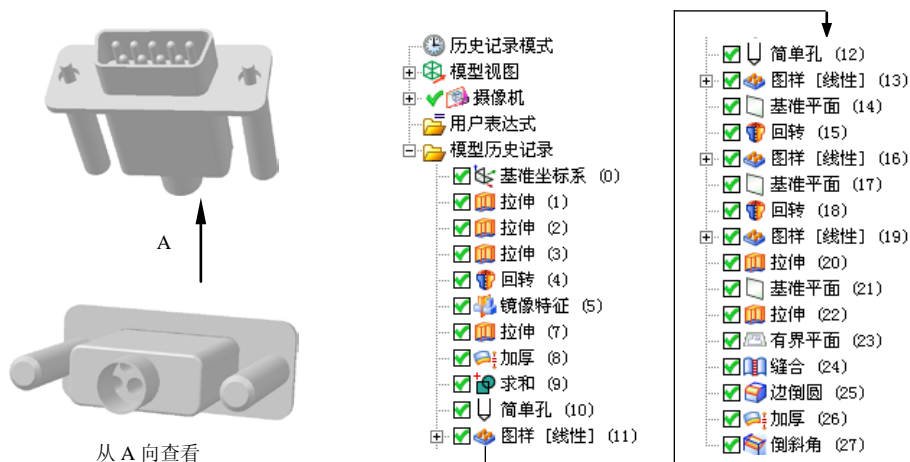 A
从 A 向查看
历史记录模式
模型视图
摄像机
用户表达式
模型历史记录
基准坐标系 (0)
拉伸 (1)
拉伸 (2)
拉伸 (3)
回转 (4)
镜像特征 (5)
拉伸 (7)
加厚 (8)
求和 (9)
简单孔 (10)
图样 [线性] (11)
简单孔 (12)
图样 [线性] (13)
基准平面 (14)
回转 (15)
图样 [线性] (16)
基准平面 (17)
回转 (18)
图样 [线性] (19)
拉伸 (20)
基准平面 (21)
拉伸 (22)
有界平面 (23)
缝合 (24)
边倒圆 (25)
加厚 (26)
倒斜角 (27)